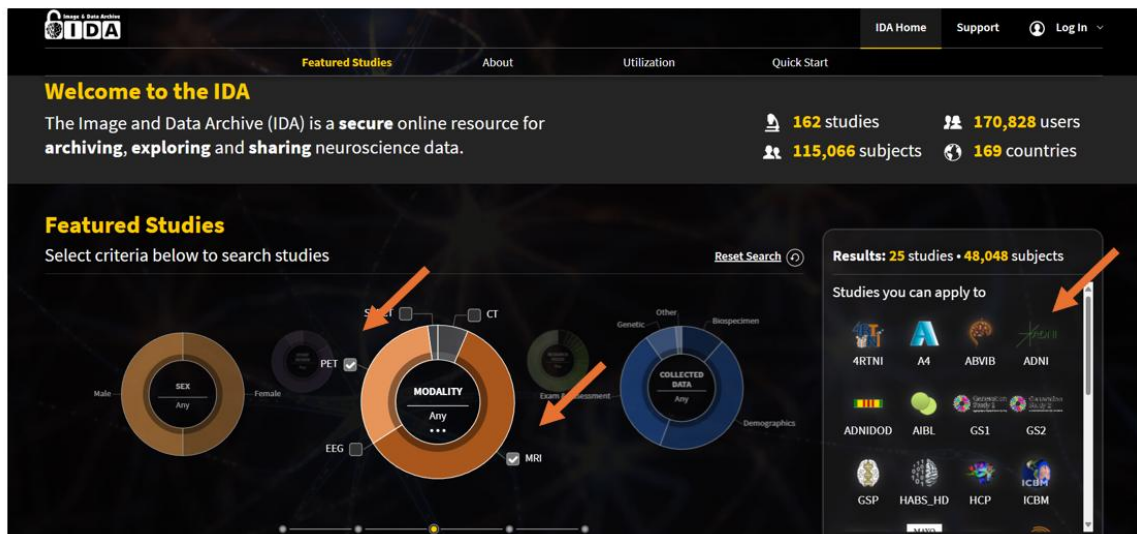 Image & Data Archive
IDA
IDA Home
Support
Log In
Featured Studies
About
Utilization
Quick Start
Welcome to the IDA
The Image and Data Archive (IDA) is a secure online resource for
archiving, exploring and sharing neuroscience data.
162 studies
170,828 users
115,066 subjects
169 countries
Featured Studies
Select criteria below to search studies
Reset Search
Results: 25 studies • 48,048 subjects
Studies you can apply to
SEX
Any
Male
Female
CT
PET
MODALITY
Any
EEG
MRI
Other
Genetic
Biospecimen
COLLECTED
DATA
Any
Demographics
4RTNI
A4
ABVIB
ADNI
ADNIDOD
AIBL
GS1
GS2
GSP
HABS_HD
HCP
ICBM